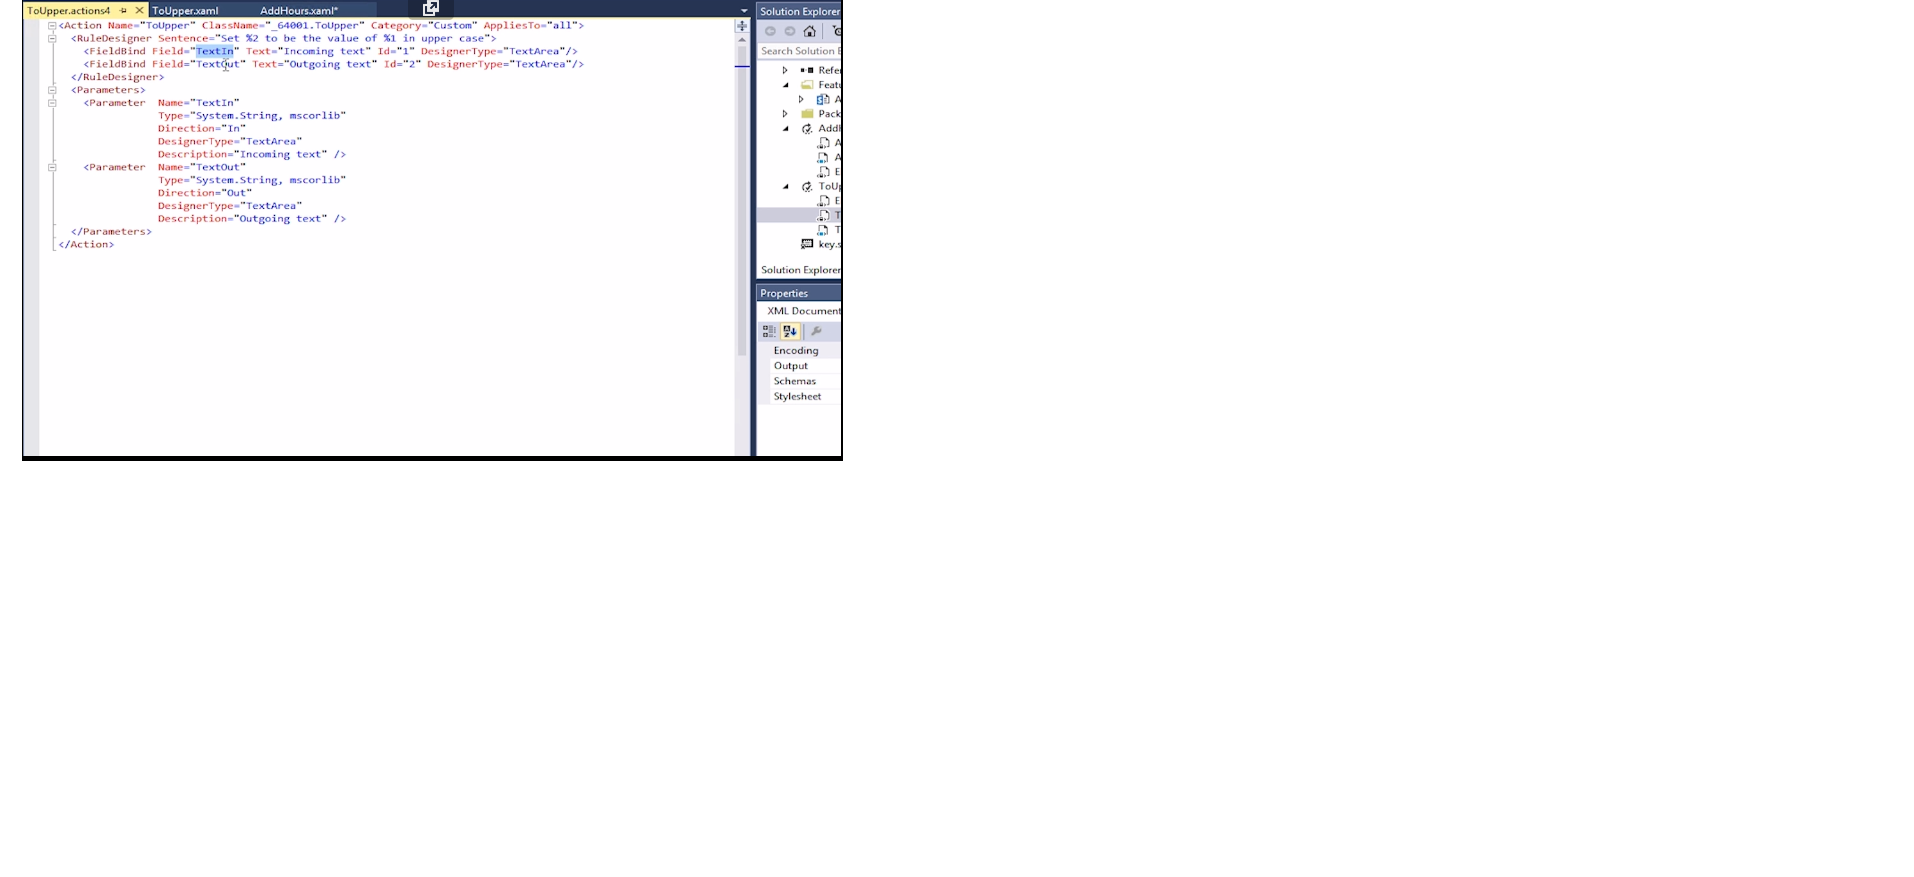 ToUpper.actions4 ToUpper.xaml AddHours.xaml*
<Action Name="ToUpper" ClassName="_64001.ToUpper" Category="Custom" AppliesTo="all">
<RuleDesigner Sentence="Set %2 to be the value of %1 in upper case">
<FieldBind Field="TextIn" Text="Incoming text" Id="1" DesignerType="TextArea"/>
<FieldBind Field="TextOut" Text="Outgoing text" Id="2" DesignerType="TextArea"/>
</RuleDesigner>
<Parameters>
<Parameter Name="TextIn"
Type="System.String, mscorlib"
Direction="In"
DesignerType="TextArea"
Description="Incoming text" />
<Parameter Name="TextOut"
Type="System.String, mscorlib"
Direction="Out"
DesignerType="TextArea"
Description="Outgoing text" />
</Parameters>
</Action>
Solution Explorer
Search Solution E
Refe
Featu
A
Pack
AddH
A
A
E
ToUp
E
T
T
key.s
Solution Explorer
Properties
XML Document
Encoding
Output
Schemas
Stylesheet